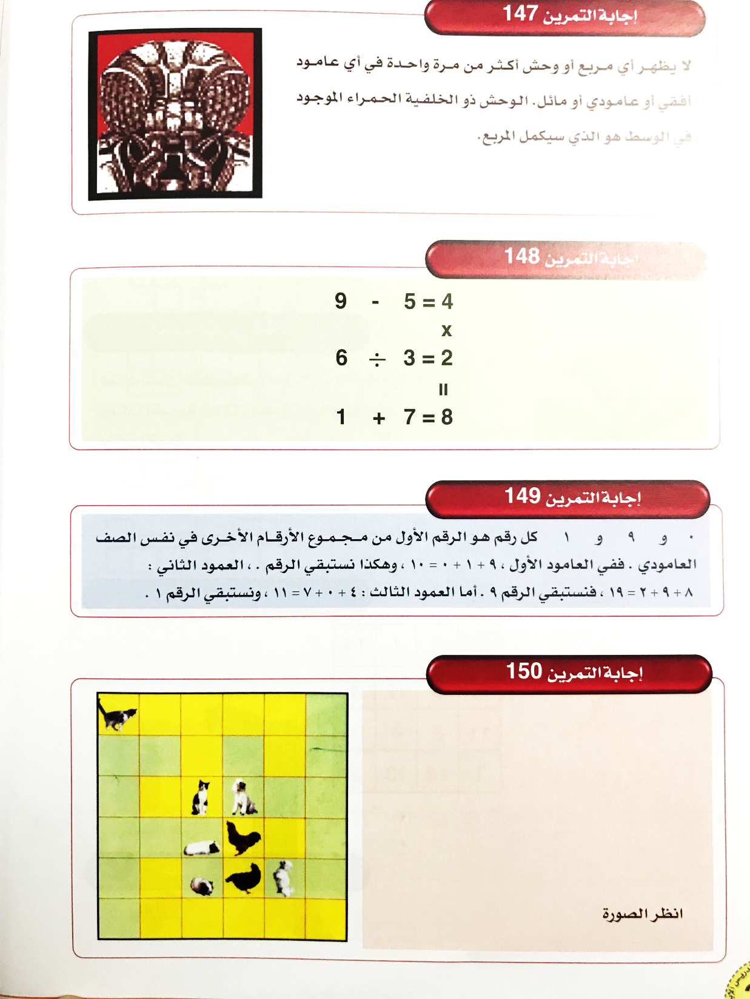 إجابة التمرين 147
لا يظهر أي مربع أو وحش أكثر من مرة واحدة في أي عامود
أفقي أو عامودي أو مائل. الوحش ذو الخلفية الحمراء الموجود
في الوسط هو الذي سيكمل المربع.
إجابة التمرين 148
9 - 5 = 4
x
6 ÷ 3 = 2
=
1 + 7 = 8
إجابة التمرين 149
٠ و ٩ و ١ كل رقم هو الرقم الأول من مجموع الأرقام الأخرى في نفس الصف
العامودي . ففي العامود الأول ، ٩ + ١ + ٠ = ١٠ ، وهكذا نستبقي الرقم . ، العمود الثاني :
٨ + ٩ + ٢ = ١٩ ، فنستبقي الرقم ٩ . أما العمود الثالث : ٤ + ٠ + ٧ = ١١ ، ونستبقي الرقم ١ .
إجابة التمرين 150
انظر الصورة